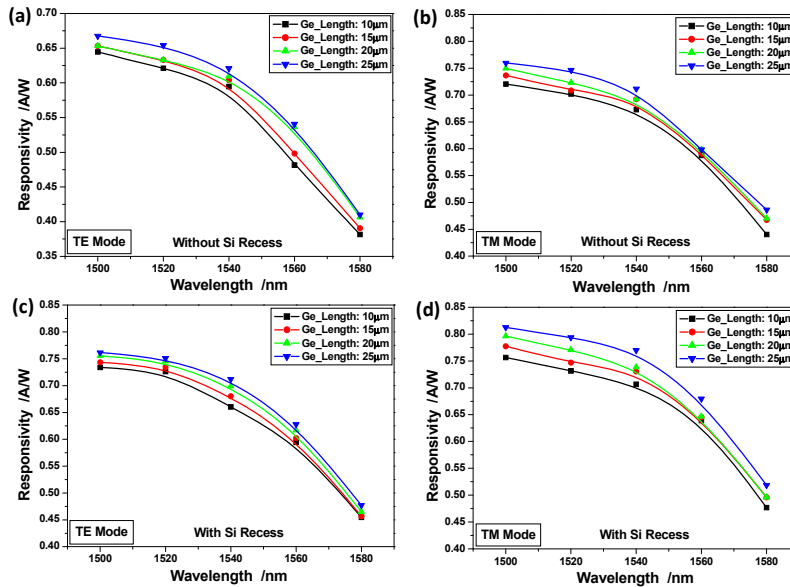 (a)
0.70
0.65
0.60
0.55
0.50
0.45
0.40
0.35
Responsivity /A/W
Ge_Length: 10μm
Ge_Length: 15μm
Ge_Length: 20μm
Ge_Length: 25μm
TE Mode
Without Si Recess
1500 1520 1540 1560 1580
Wavelength /nm
(b)
0.85
0.80
0.75
0.70
0.65
0.60
0.55
0.50
0.45
0.40
Responsivity /A/W
Ge_Length: 10μm
Ge_Length: 15μm
Ge_Length: 20μm
Ge_Length: 25μm
TM Mode
Without Si Recess
1500 1520 1540 1560 1580
Wavelength /nm
(c)
0.85
0.80
0.75
0.70
0.65
0.60
0.55
0.50
0.45
0.40
Responsivity /A/W
Ge_Length: 10μm
Ge_Length: 15μm
Ge_Length: 20μm
Ge_Length: 25μm
TE Mode
With Si Recess
1500 1520 1540 1560 1580
Wavelength /nm
(d)
0.85
0.80
0.75
0.70
0.65
0.60
0.55
0.50
0.45
0.40
Responsivity /A/W
Ge_Length: 10μm
Ge_Length: 15μm
Ge_Length: 20μm
Ge_Length: 25μm
TM Mode
With Si Recess
1500 1520 1540 1560 1580
Wavelength /nm